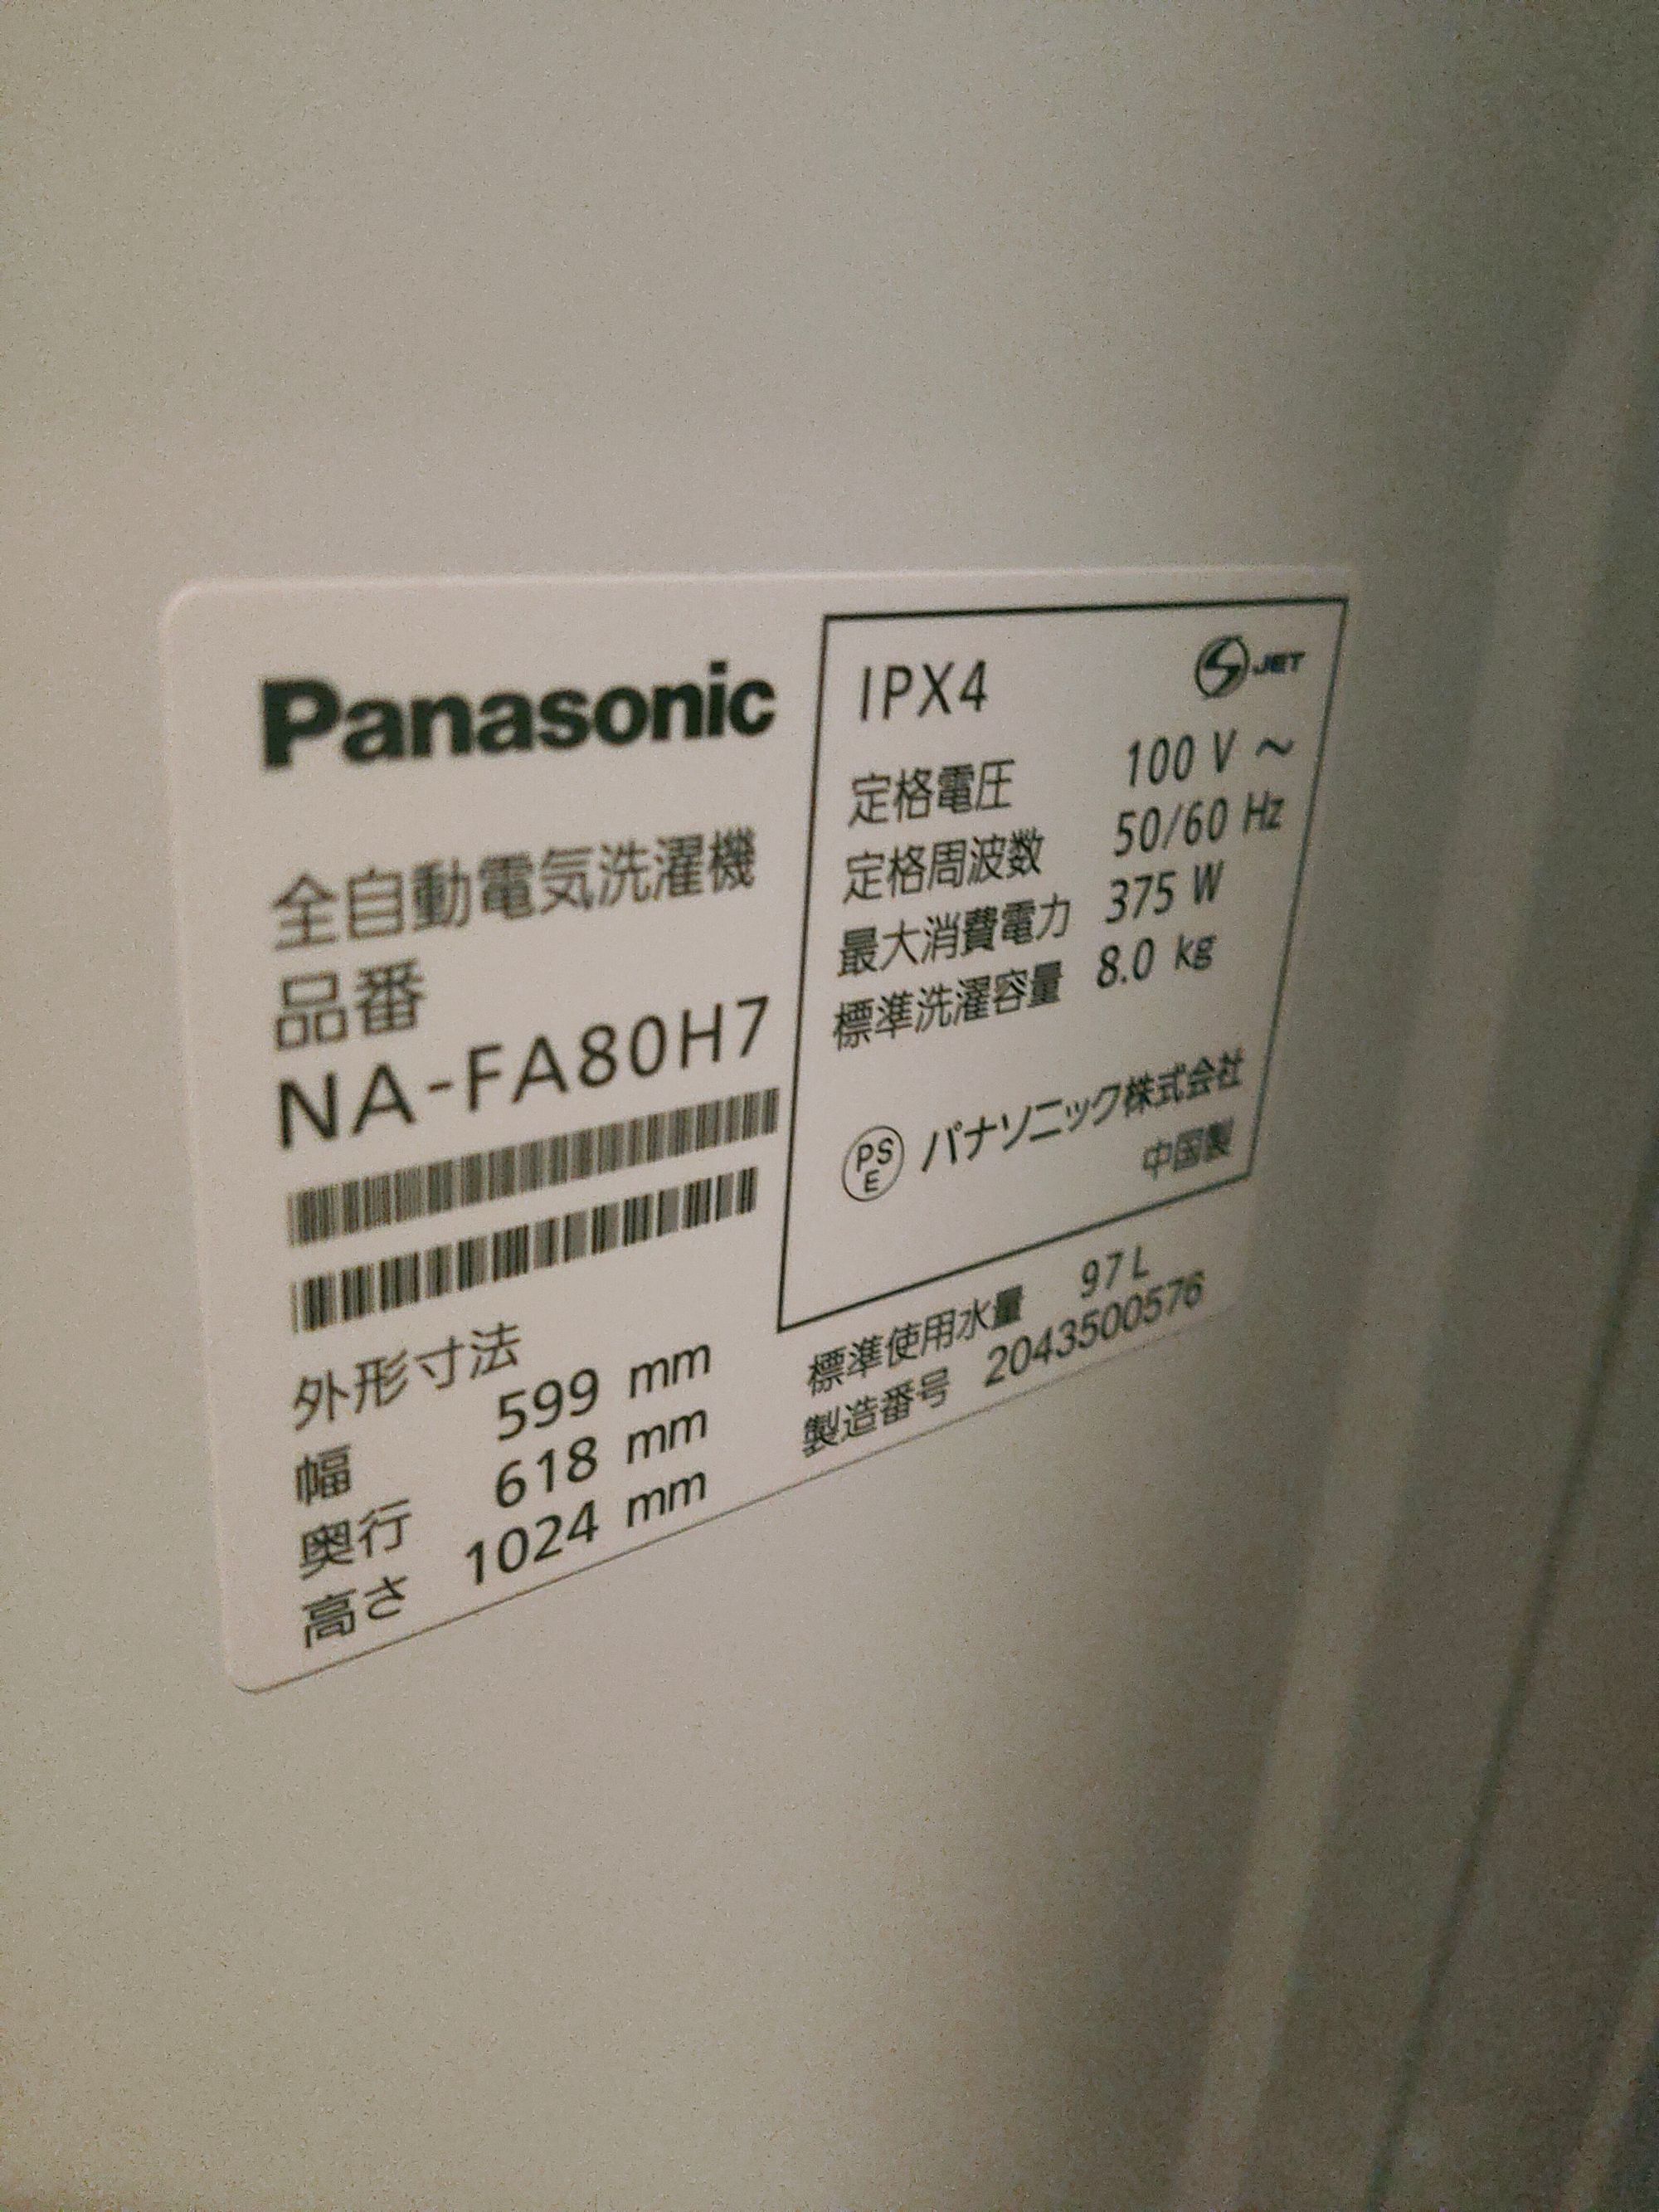 Panasonic
全自動電気洗濯機
品番
NA-FA80H7
外形寸法
幅 599 mm
奥行 618 mm
高さ 1024 mm
IPX4
JET
定格電圧 100 V ～
定格周波数 50/60 Hz
最大消費電力 375 W
標準洗濯容量 8.0 kg
PS
E
パナソニック株式会社
中国製
標準使用水量 97 L
製造番号 2043500576